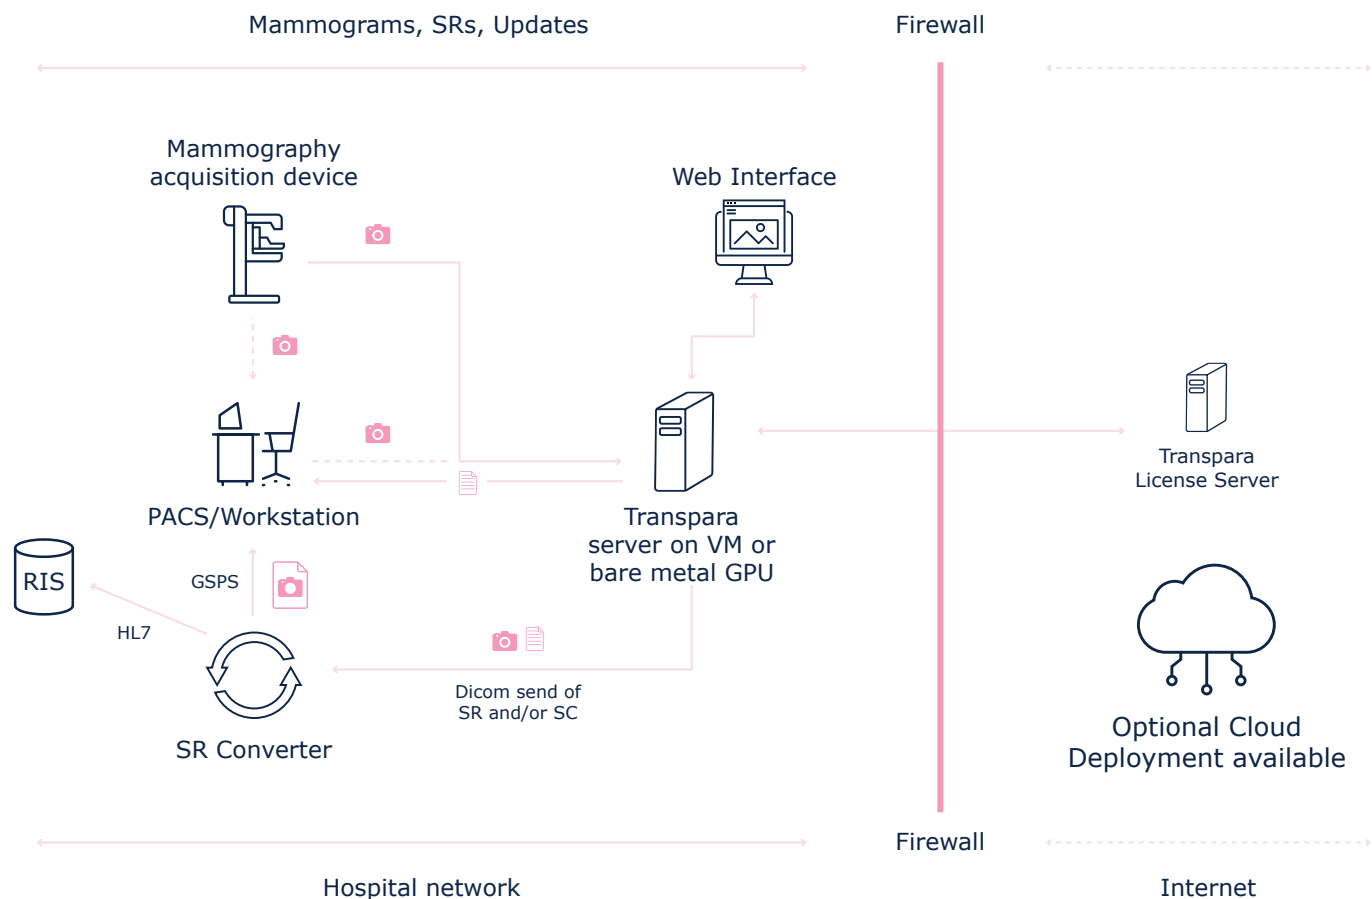 Mammograms, SRs, Updates
Firewall
Mammography
acquisition device
Web Interface
PACS/Workstation
Transpara
server on VM or
bare metal GPU
Transpara
License Server
RIS
GSPS
HL7
Dicom send of
SR and/or SC
SR Converter
Optional Cloud
Deployment available
Firewall
Hospital network
Internet